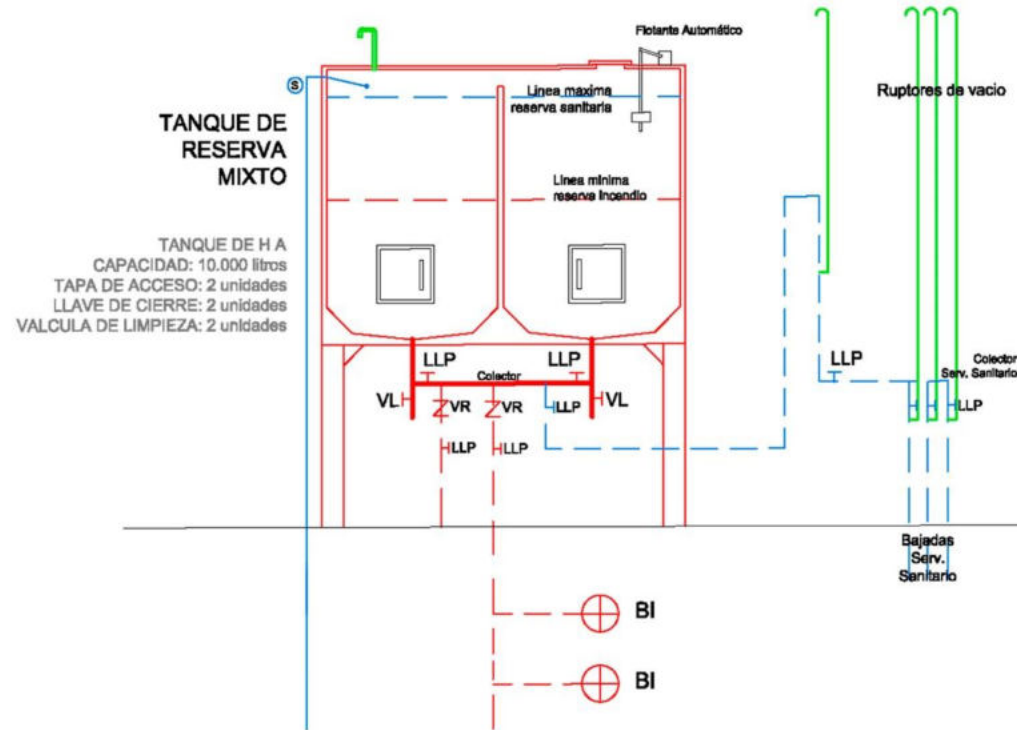 Flotante Automático
S
Linea maxima
reserva sanitaria
Ruptores de vacio
TANQUE DE
RESERVA
MIXTO
Linea minima
reserva incendio
TANQUE DE H A
CAPACIDAD: 10.000 litros
TAPA DE ACCESO: 2 unidades
LLAVE DE CIERRE: 2 unidades
VALCULA DE LIMPIEZA: 2 unidades
LLP
LLP
Colector
LLP
Colector
Serv. Sanitario
VL
VR
VR
LLP
VL
LLP
LLP
LLP
Bajadas
Serv.
Sanitario
BI
BI